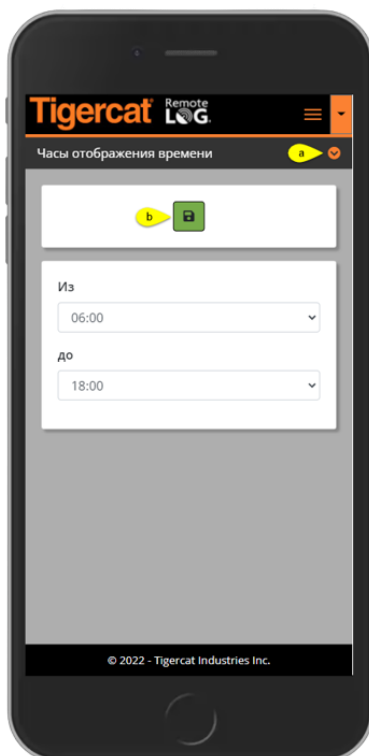 Tigercat Remote LOG
Часы отображения времени
a
b
Из
06:00
до
18:00
© 2022 - Tigercat Industries Inc.